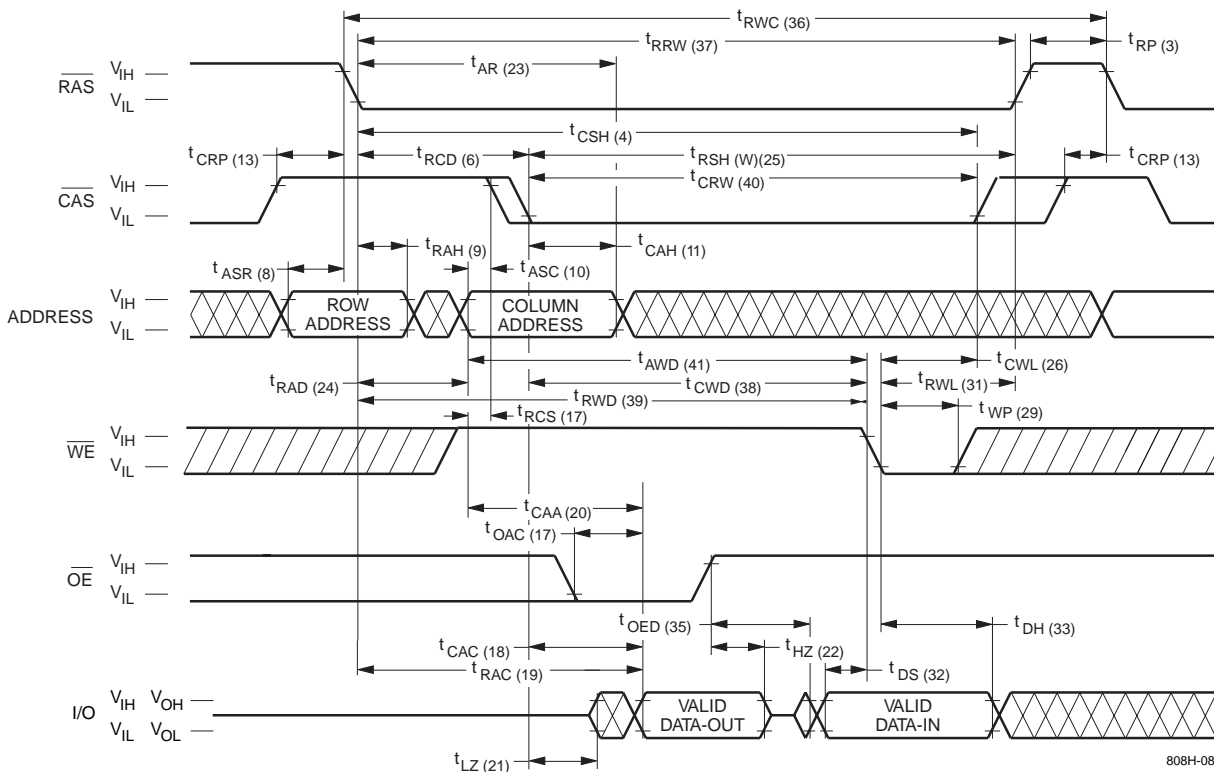 tRWC (36)
tRRW (37)
tRP (3)
tAR (23)
RAS
VIH
VIL
tCSH (4)
tCRP (13)
tRCD (6)
tRSH (W)(25)
tCRP (13)
CAS
VIH
VIL
tCRW (40)
tRAH (9)
tCAH (11)
tASR (8)
tASC (10)
ADDRESS
VIH
VIL
ROW
ADDRESS
COLUMN
ADDRESS
tAWD (41)
tCWL (26)
tRAD (24)
tCWD (38)
tRWL (31)
tRWD (39)
tRCS (17)
tWP (29)
WE
VIH
VIL
tCAA (20)
tOAC (17)
OE
VIH
VIL
tOED (35)
tDH (33)
tCAC (18)
tHZ (22)
tRAC (19)
tDS (32)
I/O
VIH VOH
VIL VOL
VALID
DATA-OUT
VALID
DATA-IN
tLZ (21)
808H-08